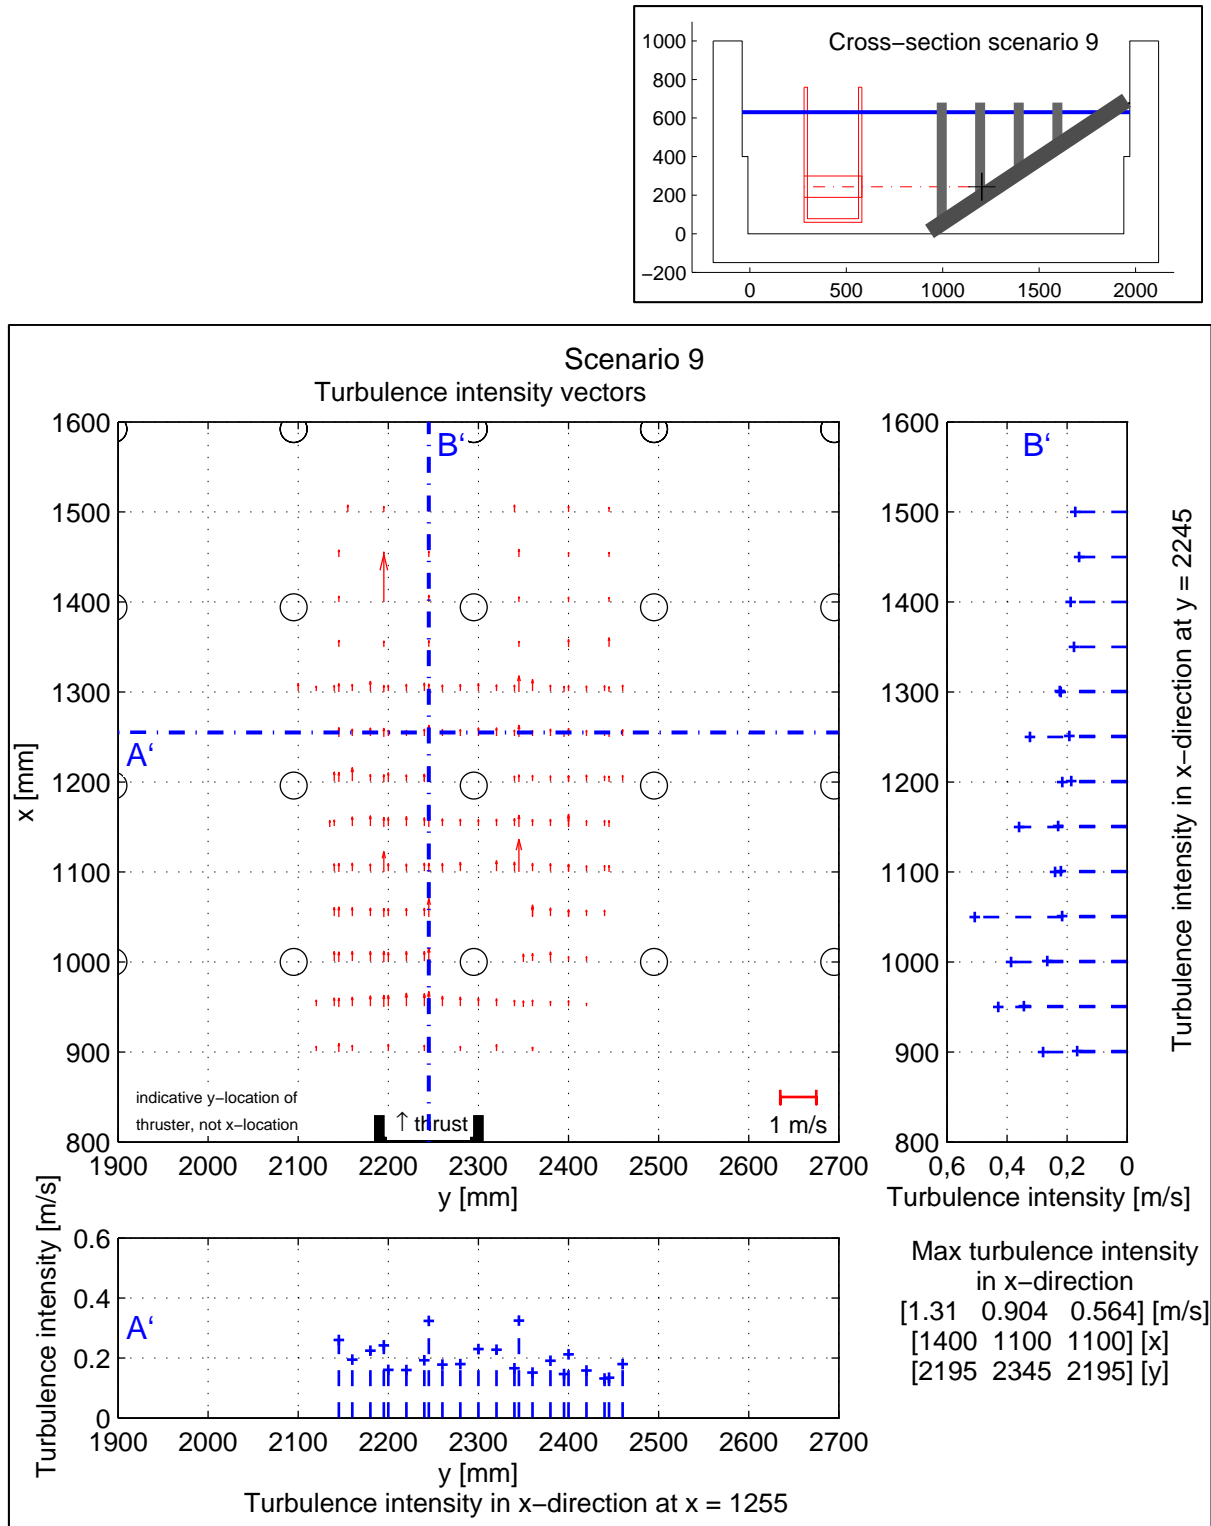 Cross−section scenario 9
1000
800
600
400
200
0
−200
0 500 1000 1500 2000
Scenario 9
Turbulence intensity vectors
1600
1500
1400
1300
1200
1100
1000
900
800
x [mm]
B‘
A‘
indicative y−location of
thruster, not x−location
↑ thrust
1 m/s
1900 2000 2100 2200 2300 2400 2500 2600 2700
y [mm]
B‘
1600
1500
1400
1300
1200
1100
1000
900
800
0,6 0,4 0,2 0
Turbulence intensity [m/s]
Turbulence intensity in x−direction at y = 2245
Turbulence intensity [m/s]
0.6
0.4
0.2
0
A‘
1900 2000 2100 2200 2300 2400 2500 2600 2700
y [mm]
Turbulence intensity in x−direction at x = 1255
Max turbulence intensity
in x−direction
[1.31 0.904 0.564] [m/s]
[1400 1100 1100] [x]
[2195 2345 2195] [y]